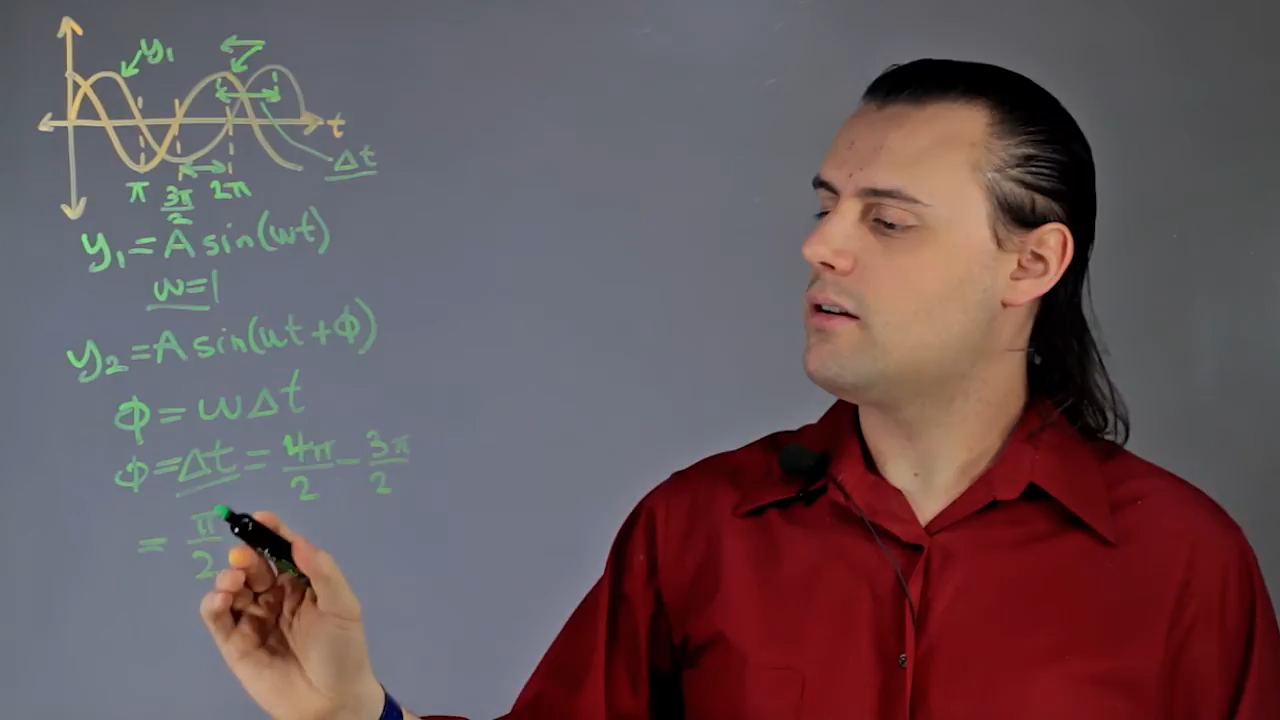 y₁
t
Δt
π 3π/2 2π
y₁ = A sin(ωt)
ω=1
y₂ = A sin(ωt + φ)
φ = ωΔt
φ = Δt = 4π/2 − 3π/2
= π/2